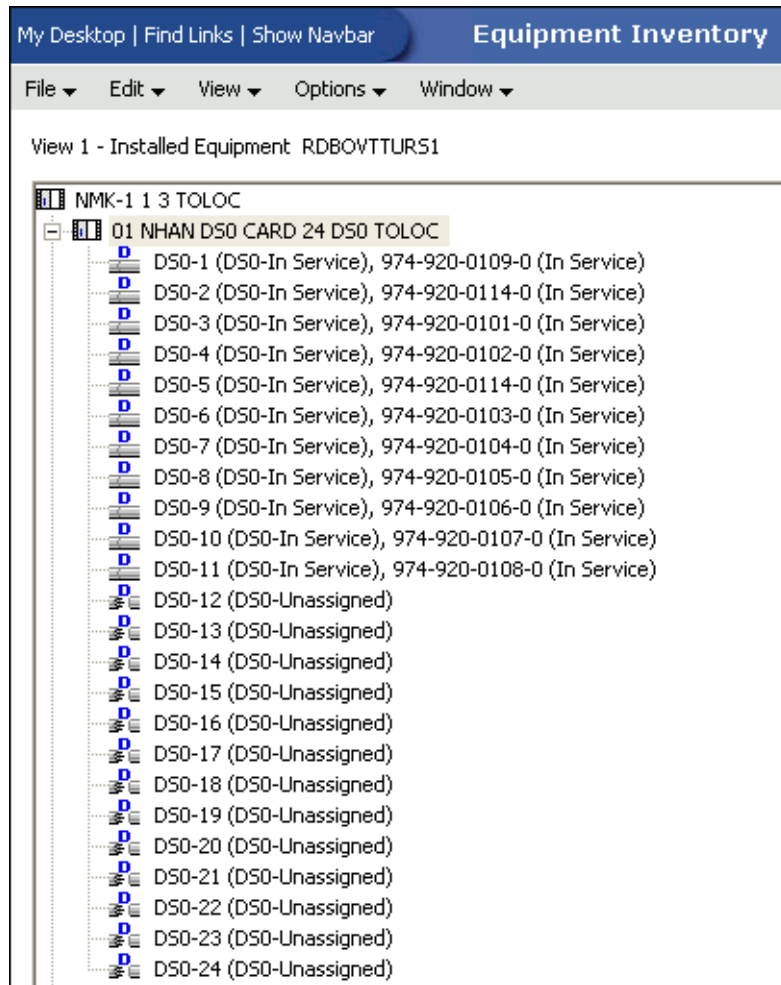 My Desktop | Find Links | Show Navbar Equipment Inventory
File Edit View Options Window
View 1 - Installed Equipment RDBOVTTURS1
NMK-1 1 3 TOLOC
01 NHAN DS0 CARD 24 DS0 TOLOC
DS0-1 (DS0-In Service), 974-920-0109-0 (In Service)
DS0-2 (DS0-In Service), 974-920-0114-0 (In Service)
DS0-3 (DS0-In Service), 974-920-0101-0 (In Service)
DS0-4 (DS0-In Service), 974-920-0102-0 (In Service)
DS0-5 (DS0-In Service), 974-920-0114-0 (In Service)
DS0-6 (DS0-In Service), 974-920-0103-0 (In Service)
DS0-7 (DS0-In Service), 974-920-0104-0 (In Service)
DS0-8 (DS0-In Service), 974-920-0105-0 (In Service)
DS0-9 (DS0-In Service), 974-920-0106-0 (In Service)
DS0-10 (DS0-In Service), 974-920-0107-0 (In Service)
DS0-11 (DS0-In Service), 974-920-0108-0 (In Service)
DS0-12 (DS0-Unassigned)
DS0-13 (DS0-Unassigned)
DS0-14 (DS0-Unassigned)
DS0-15 (DS0-Unassigned)
DS0-16 (DS0-Unassigned)
DS0-17 (DS0-Unassigned)
DS0-18 (DS0-Unassigned)
DS0-19 (DS0-Unassigned)
DS0-20 (DS0-Unassigned)
DS0-21 (DS0-Unassigned)
DS0-22 (DS0-Unassigned)
DS0-23 (DS0-Unassigned)
DS0-24 (DS0-Unassigned)